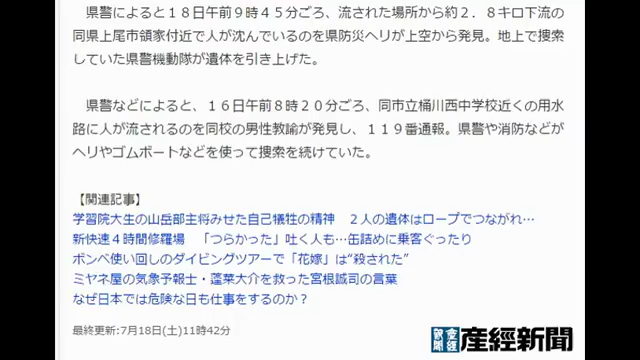 県警によると１８日午前９時４５分ごろ、流された場所から約２．８キロ下流の
同県上尾市領家付近で人が沈んでいるのを県防災ヘリが上空から発見。地上で捜索
していた県警機動隊が遺体を引き上げた。
県警などによると、１６日午前８時２０分ごろ、同市立桶川西中学校近くの用水
路に人が流されるのを同校の男性教諭が発見し、１１９番通報。県警や消防などが
ヘリやゴムボートなどを使って捜索を続けていた。
【関連記事】
学習院大生の山岳部主将みせた自己犠牲の精神　２人の遺体はロープでつながれ…
新快速４時間修羅場　「つらかった」吐く人も…缶詰めに乗客ぐったり
ボンベ使い回しのダイビングツアーで「花嫁」は“殺された”
ミヤネ屋の気象予報士・蓬莱大介を救った宮根誠司の言葉
なぜ日本では危険な日も仕事をするのか？
最終更新:7月18日(土)11時42分
産經新聞